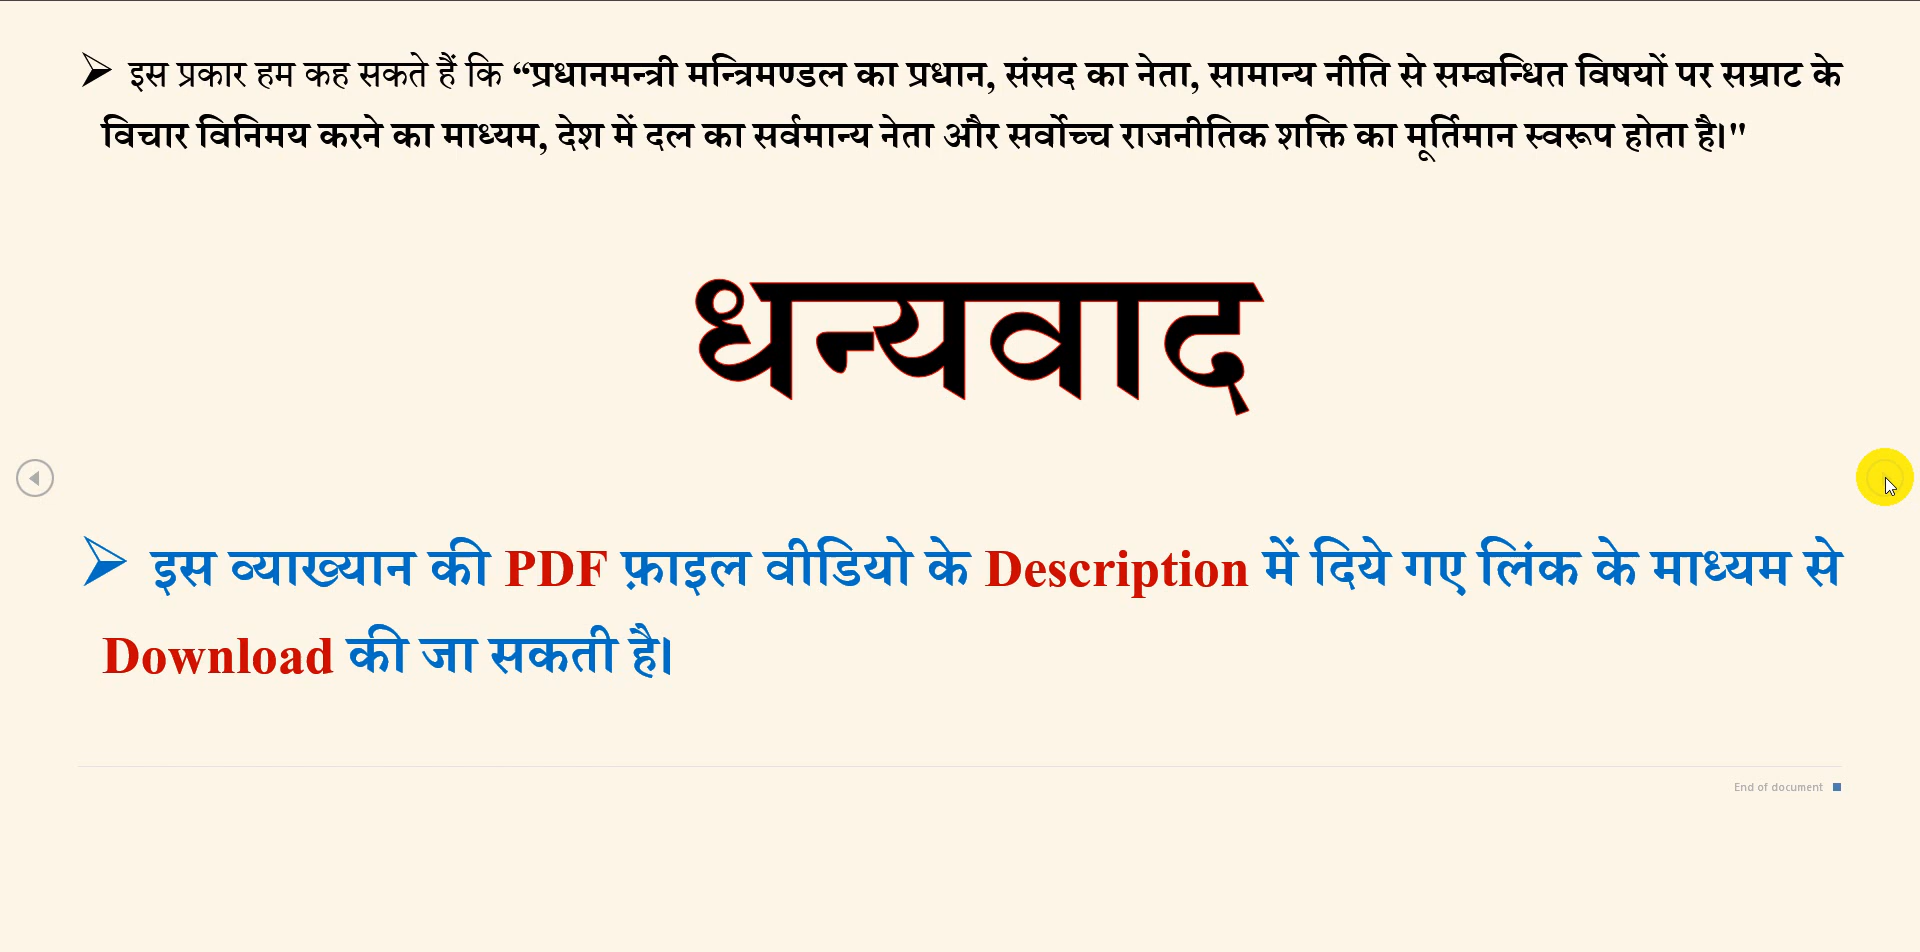 ➢ इस प्रकार हम कह सकते हैं कि “प्रधानमन्त्री मन्त्रिमण्डल का प्रधान, संसद का नेता, सामान्य नीति से सम्बन्धित विषयों पर सम्राट के
विचार विनिमय करने का माध्यम, देश में दल का सर्वमान्य नेता और सर्वोच्च राजनीतिक शक्ति का मूर्तिमान स्वरूप होता है।"
धन्यवाद
➢ इस व्याख्यान की PDF फ़ाइल वीडियो के Description में दिये गए लिंक के माध्यम से
Download की जा सकती है।
End of document